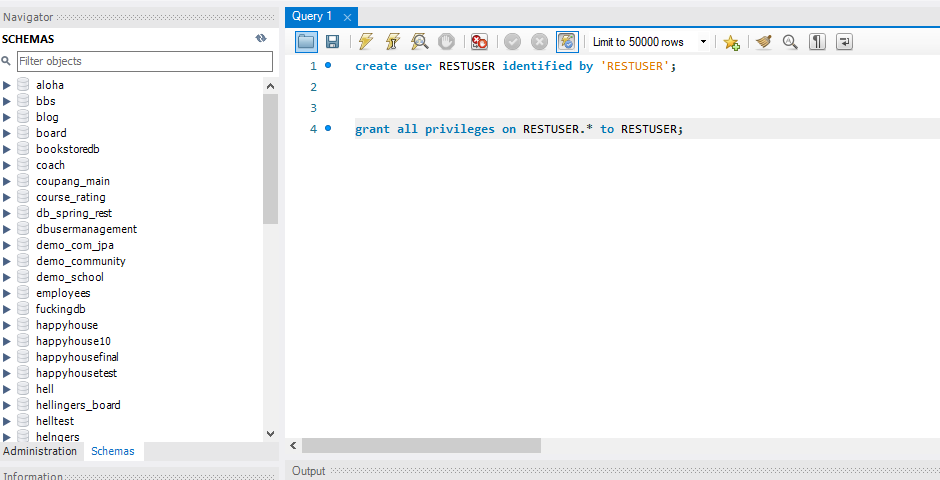 Navigator
SCHEMAS
Filter objects
aloha
bbs
blog
board
bookstoredb
coach
coupang_main
course_rating
db_spring_rest
dbusermanagement
demo_com_jpa
demo_community
demo_school
employees
fuckingdb
happyhouse
happyhouse10
happyhousefinal
happyhousetest
hell
hellingers_board
helltest
helngers
Administration Schemas
Information
Query 1
Limit to 50000 rows
1 create user RESTUSER identified by 'RESTUSER';
2
3
4 grant all privileges on RESTUSER.* to RESTUSER;
Output